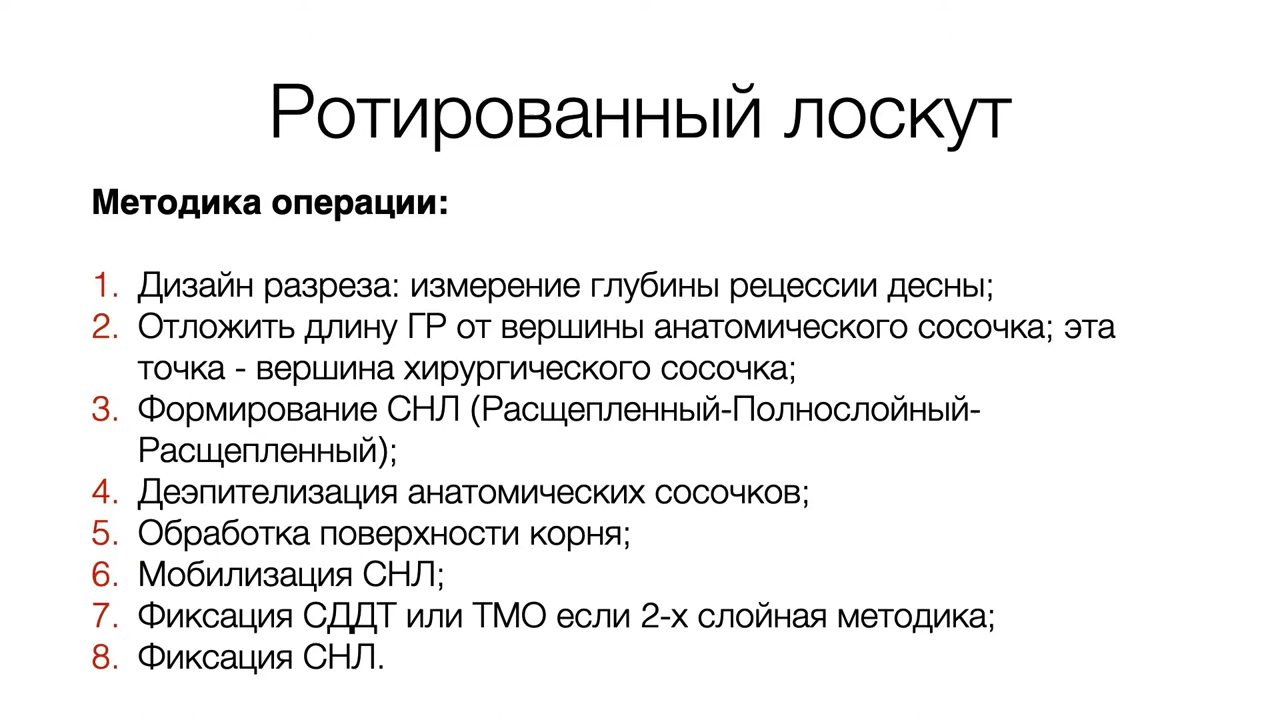 Ротированный лоскут
Методика операции:
1. Дизайн разреза: измерение глубины рецессии десны;
2. Отложить длину ГР от вершины анатомического сосочка; эта
точка - вершина хирургического сосочка;
3. Формирование СНЛ (Расщепленный-Полнослойный-
Расщепленный);
4. Деэпителизация анатомических сосочков;
5. Обработка поверхности корня;
6. Мобилизация СНЛ;
7. Фиксация СДДТ или ТМО если 2-х слойная методика;
8. Фиксация СНЛ.